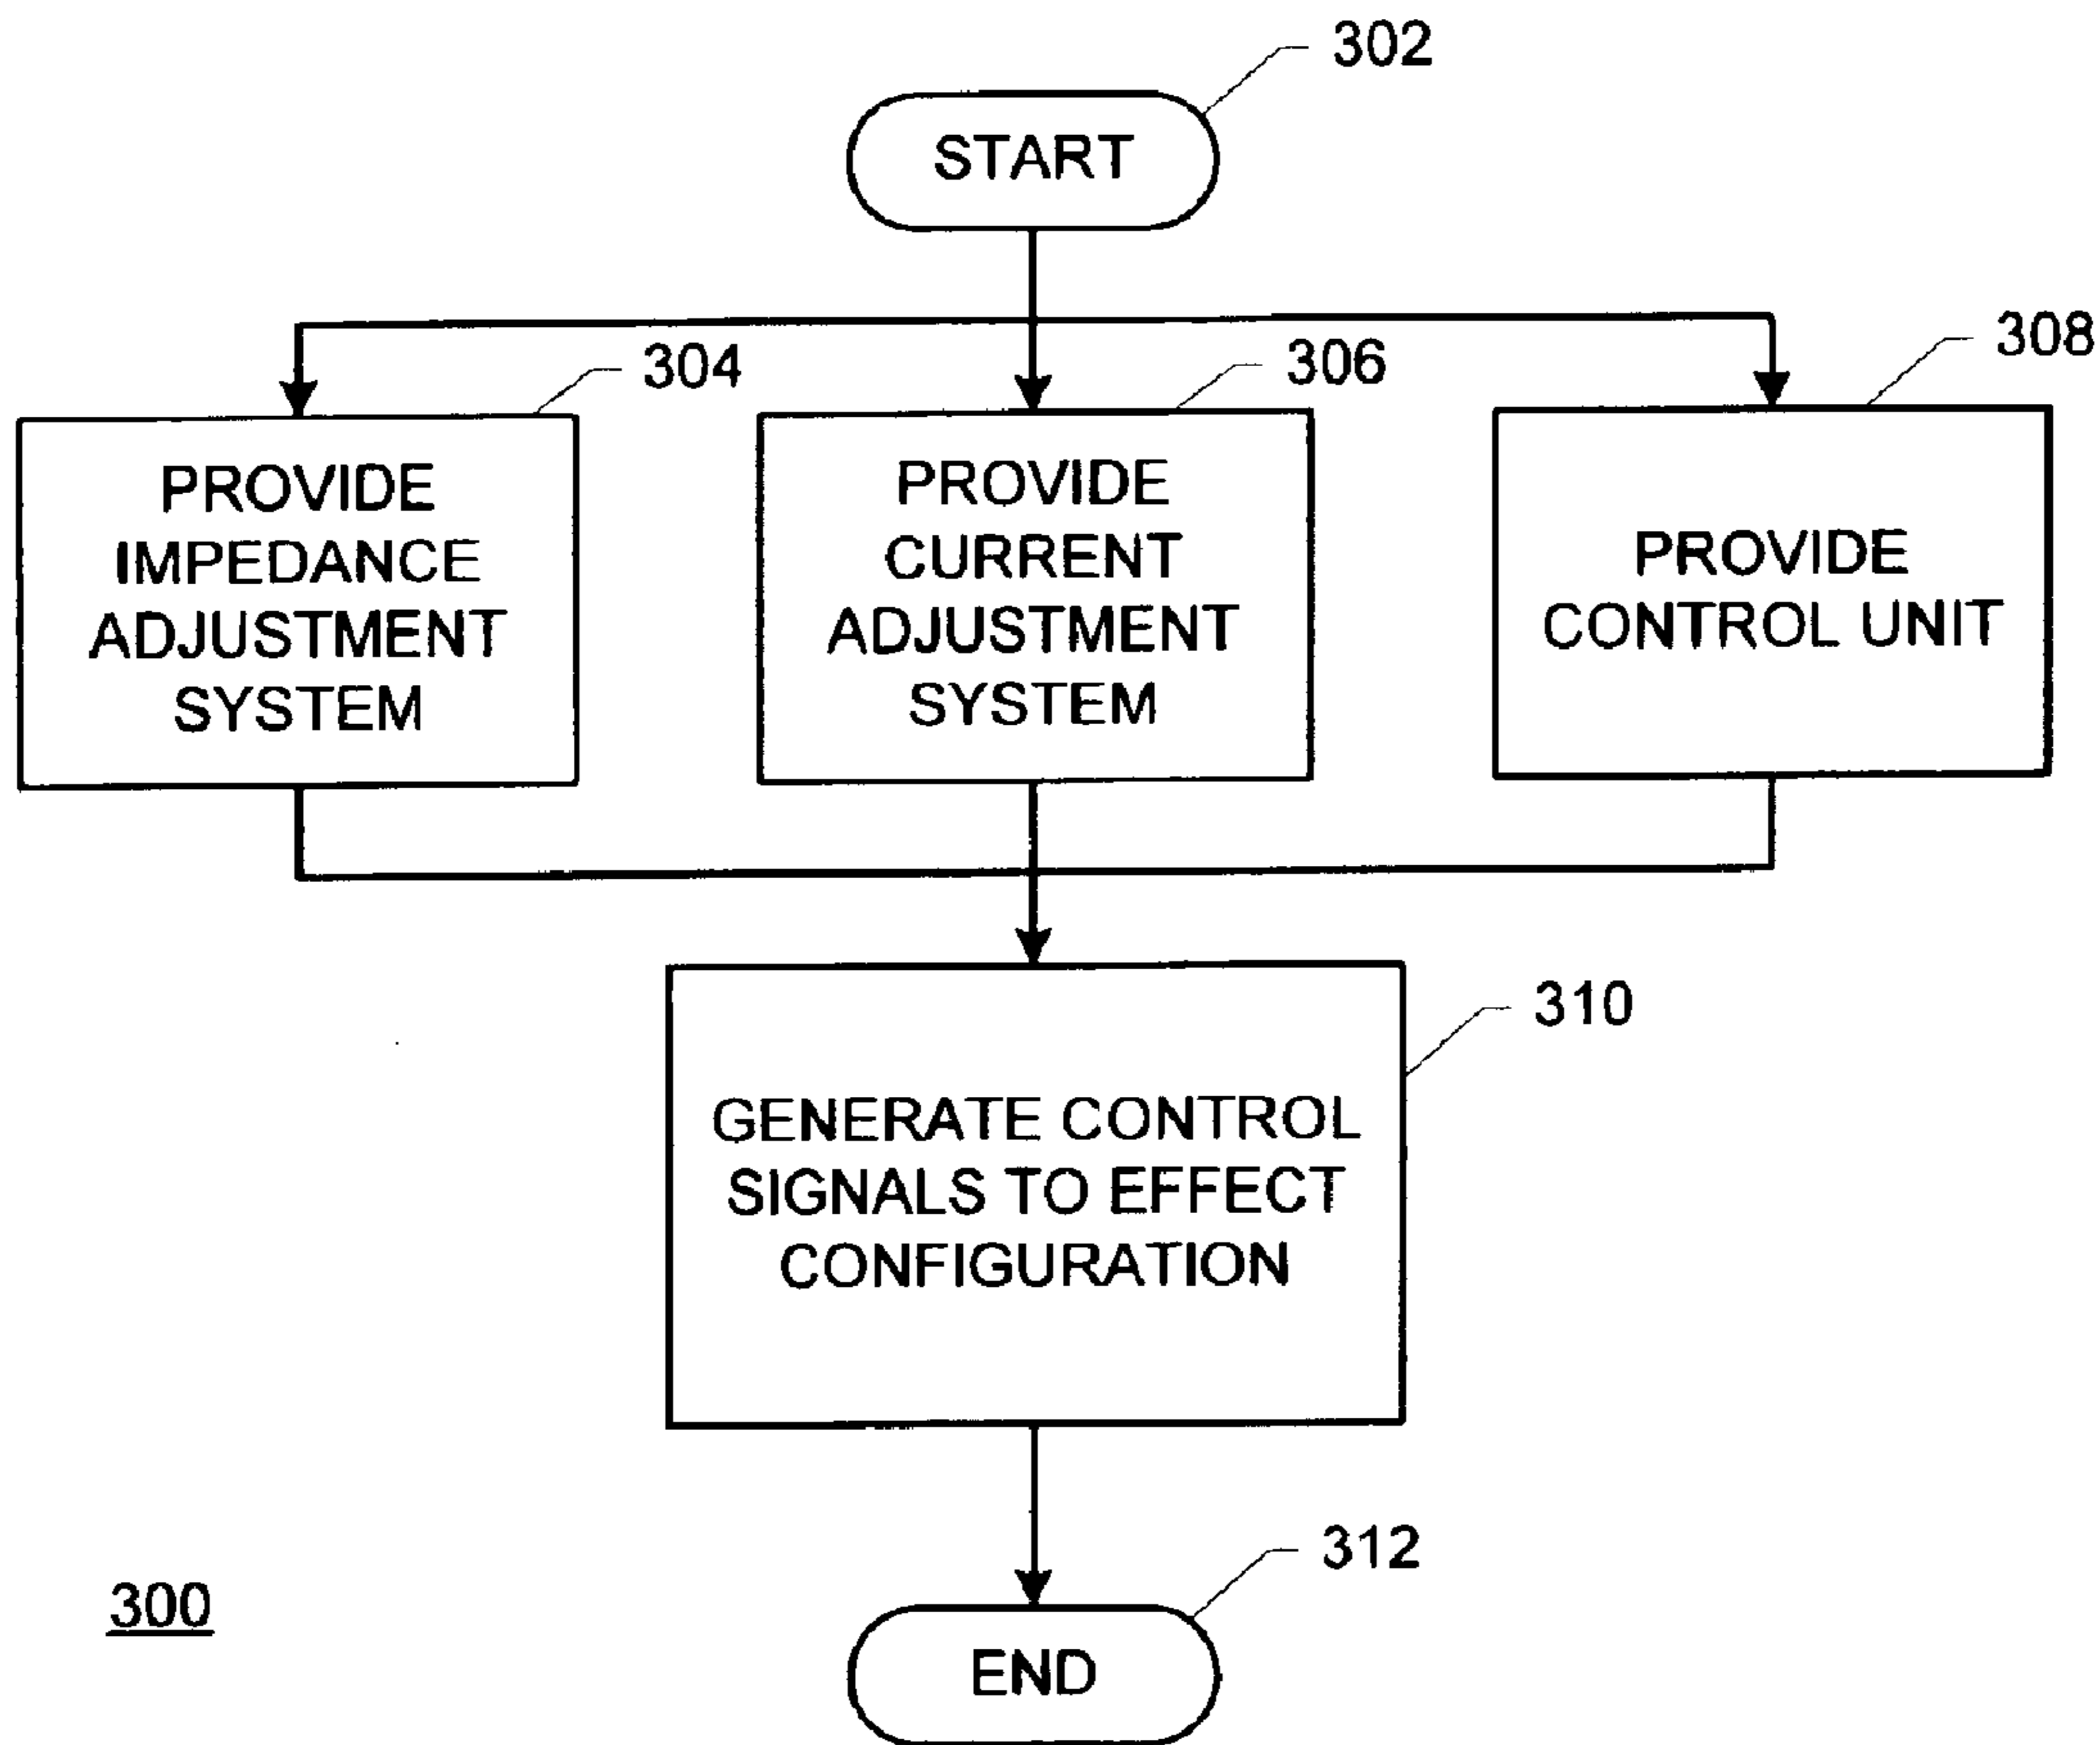 302
START
304
306
308
PROVIDE
IMPEDANCE
ADJUSTMENT
SYSTEM
PROVIDE
CURRENT
ADJUSTMENT
SYSTEM
PROVIDE
CONTROL UNIT
310
GENERATE CONTROL
SIGNALS TO EFFECT
CONFIGURATION
312
END
300